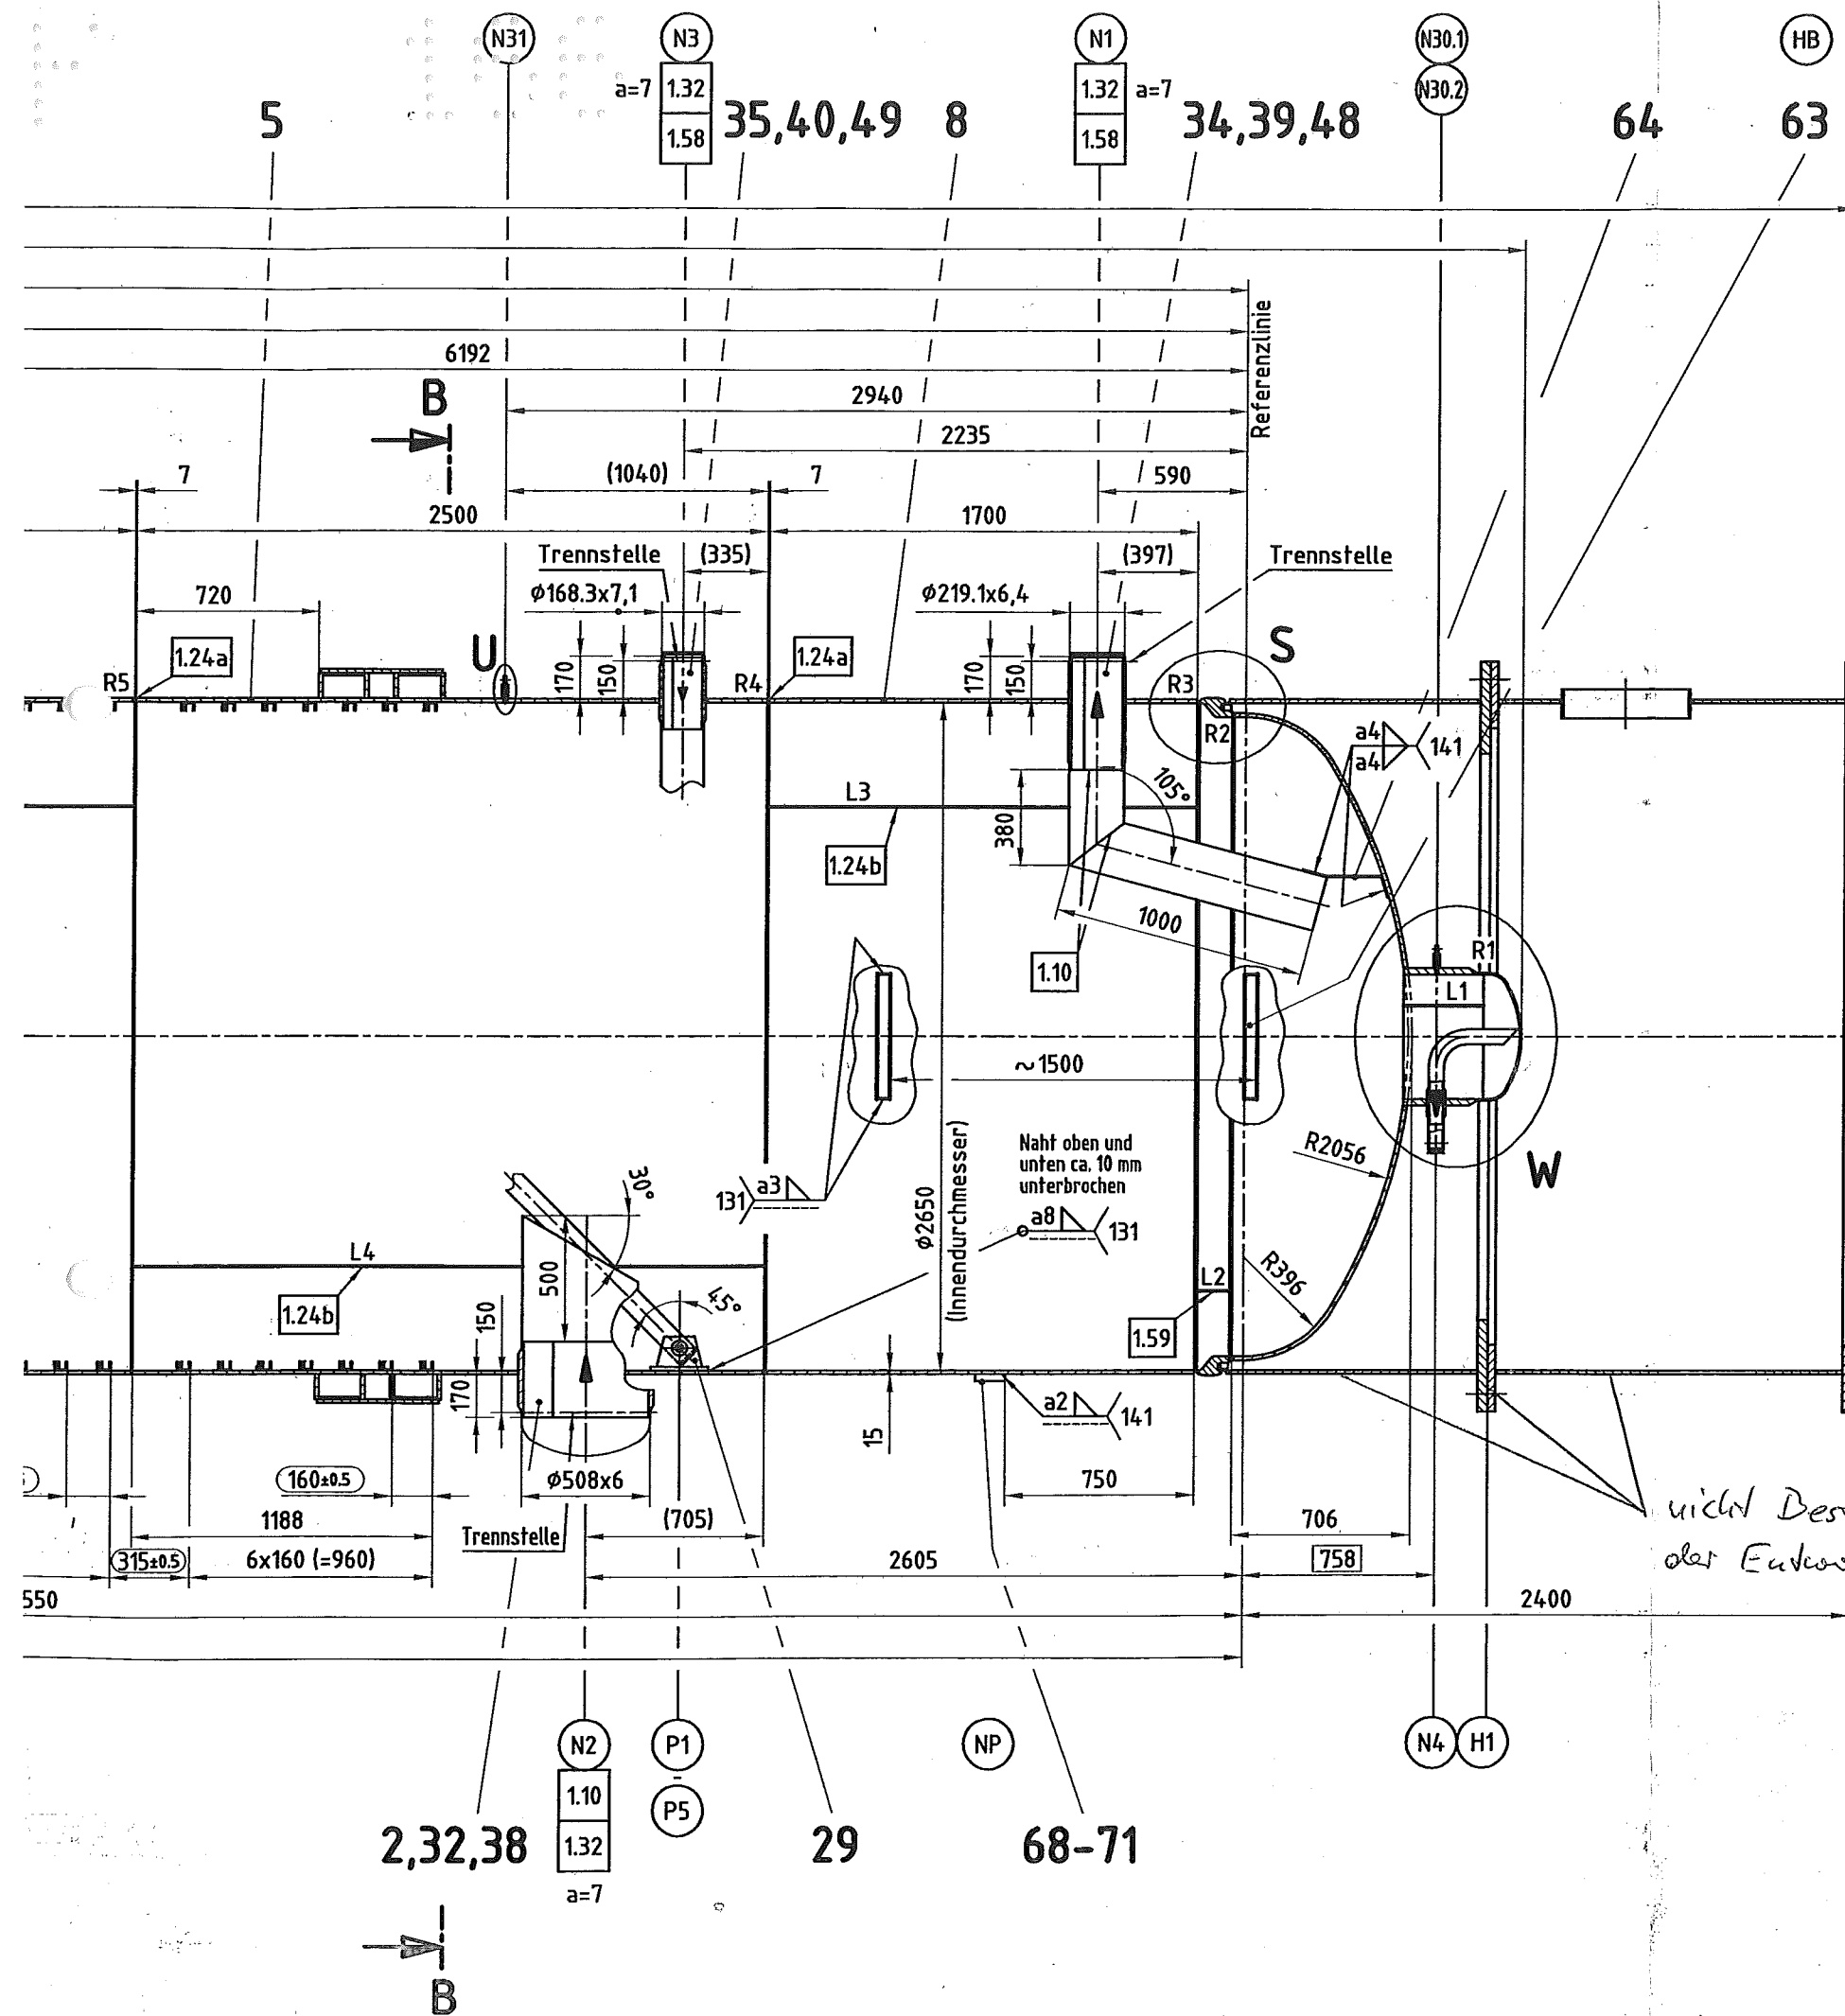 N31
N3
N1
N30.1
HB
N30.2
a=7
1.32
1.58
1.32
a=7
1.58
5
35,40,49
8
34,39,48
64
63
6192
Referenzlinie
B
2940
2235
7
(1040)
7
590
2500
1700
Trennstelle
(335)
(397)
Trennstelle
720
ϕ168.3x7,1
ϕ219.1x6,4
1.24a
U
1.24a
S
R5
170
150
R4
170
150
R3
R2
a4
a4
141
L3
105°
380
1.24b
1000
1.10
R1
L1
~1500
Naht oben und
unten ca. 10 mm
unterbrochen
R2056
W
30°
131
a3
ϕ2650
(Innendurchmesser)
a8
131
L4
500
45°
L2
R396
1.24b
150
1.59
170
15
a2
141
160±0.5
ϕ508x6
750
1188
Trennstelle
(705)
706
nicht
315±0.5
6x160 (=960)
2605
758
der
550
2400
N2
P1
NP
N4
H1
1.10
P5
2,32,38
1.32
29
68-71
a=7
B